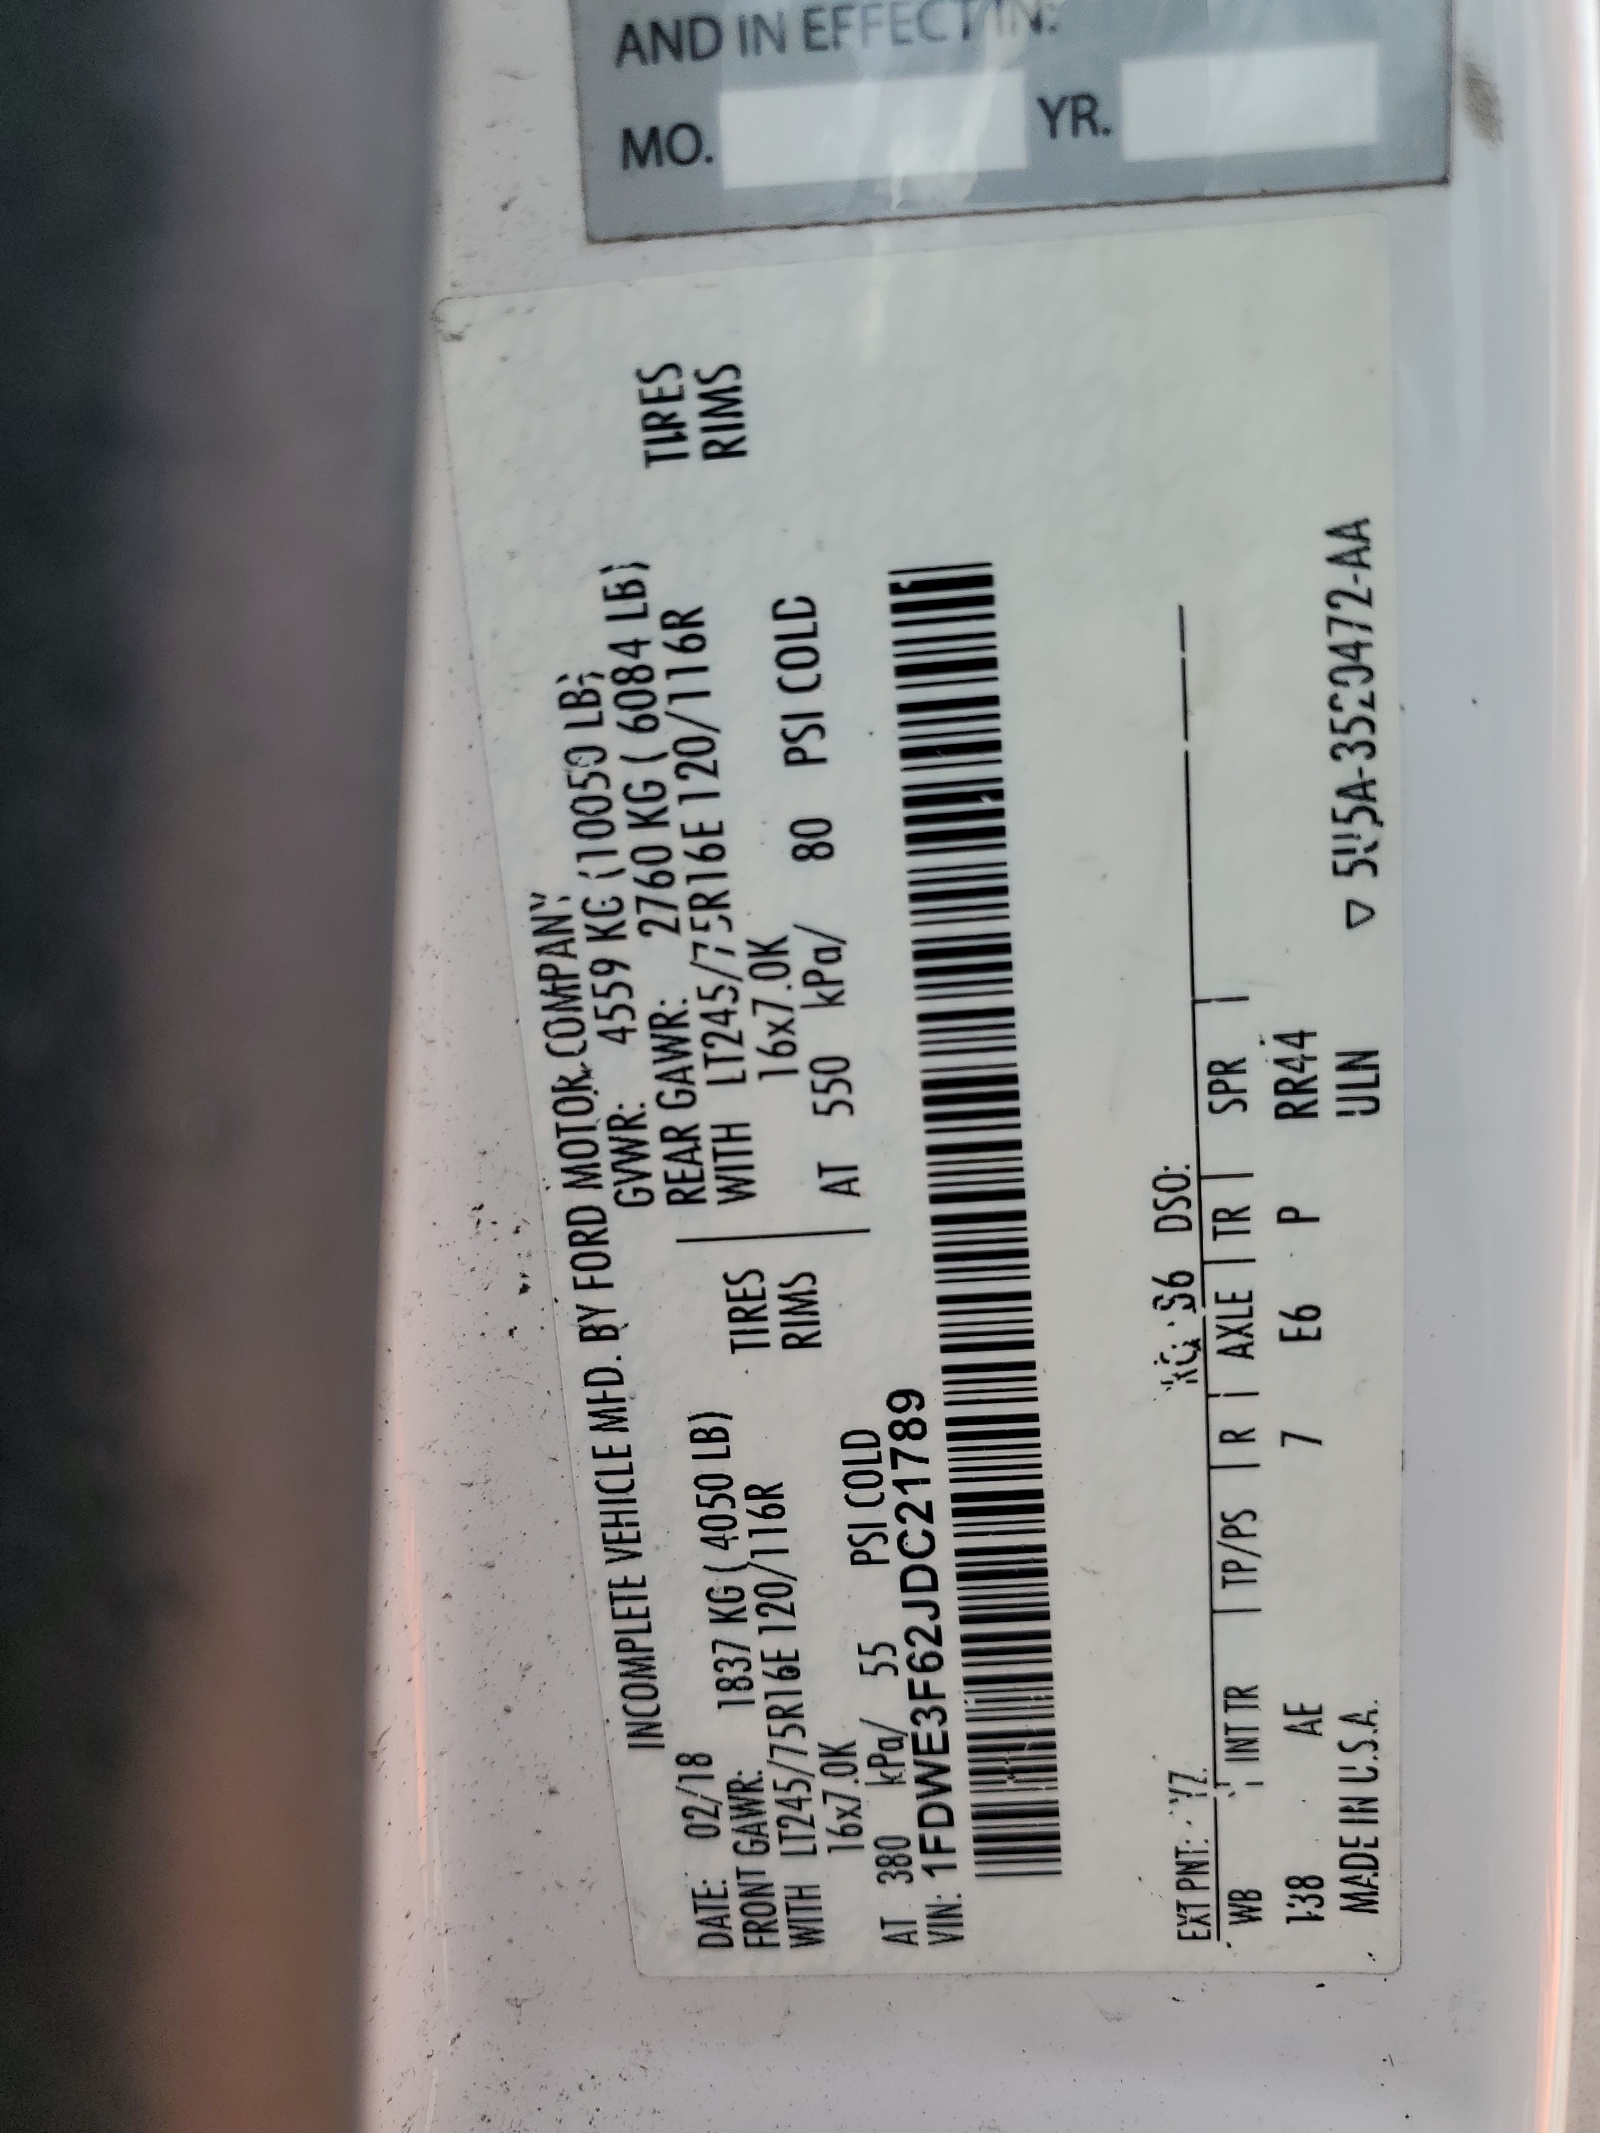 AND IN EFFECT IN:
MO. YR.
INCOMPLETE VEHICLE MFD. BY FORD MOTOR COMPANY
DATE: 02/18 GVWR: 4559 KG (10050 LB)
FRONT GAWR: 1837 KG ( 4050 LB) REAR GAWR: 2760 KG ( 6084 LB)
WITH LT245/75R16E 120/116R TIRES WITH LT245/75R16E 120/116R TIRES
16x7.0K RIMS 16x7.0K RIMS
AT 380 kPa/ 55 PSI COLD AT 550 kPa/ 80 PSI COLD
VIN: 1FDWE3F62JDC21789
EXT PNT: YZ DSO:
WB INT TR TP/PS R AXLE TR SPR
138 AE 7 E6 P RR44
MADE IN U.S.A. ULN ▽ 5U5A-3520472-AA